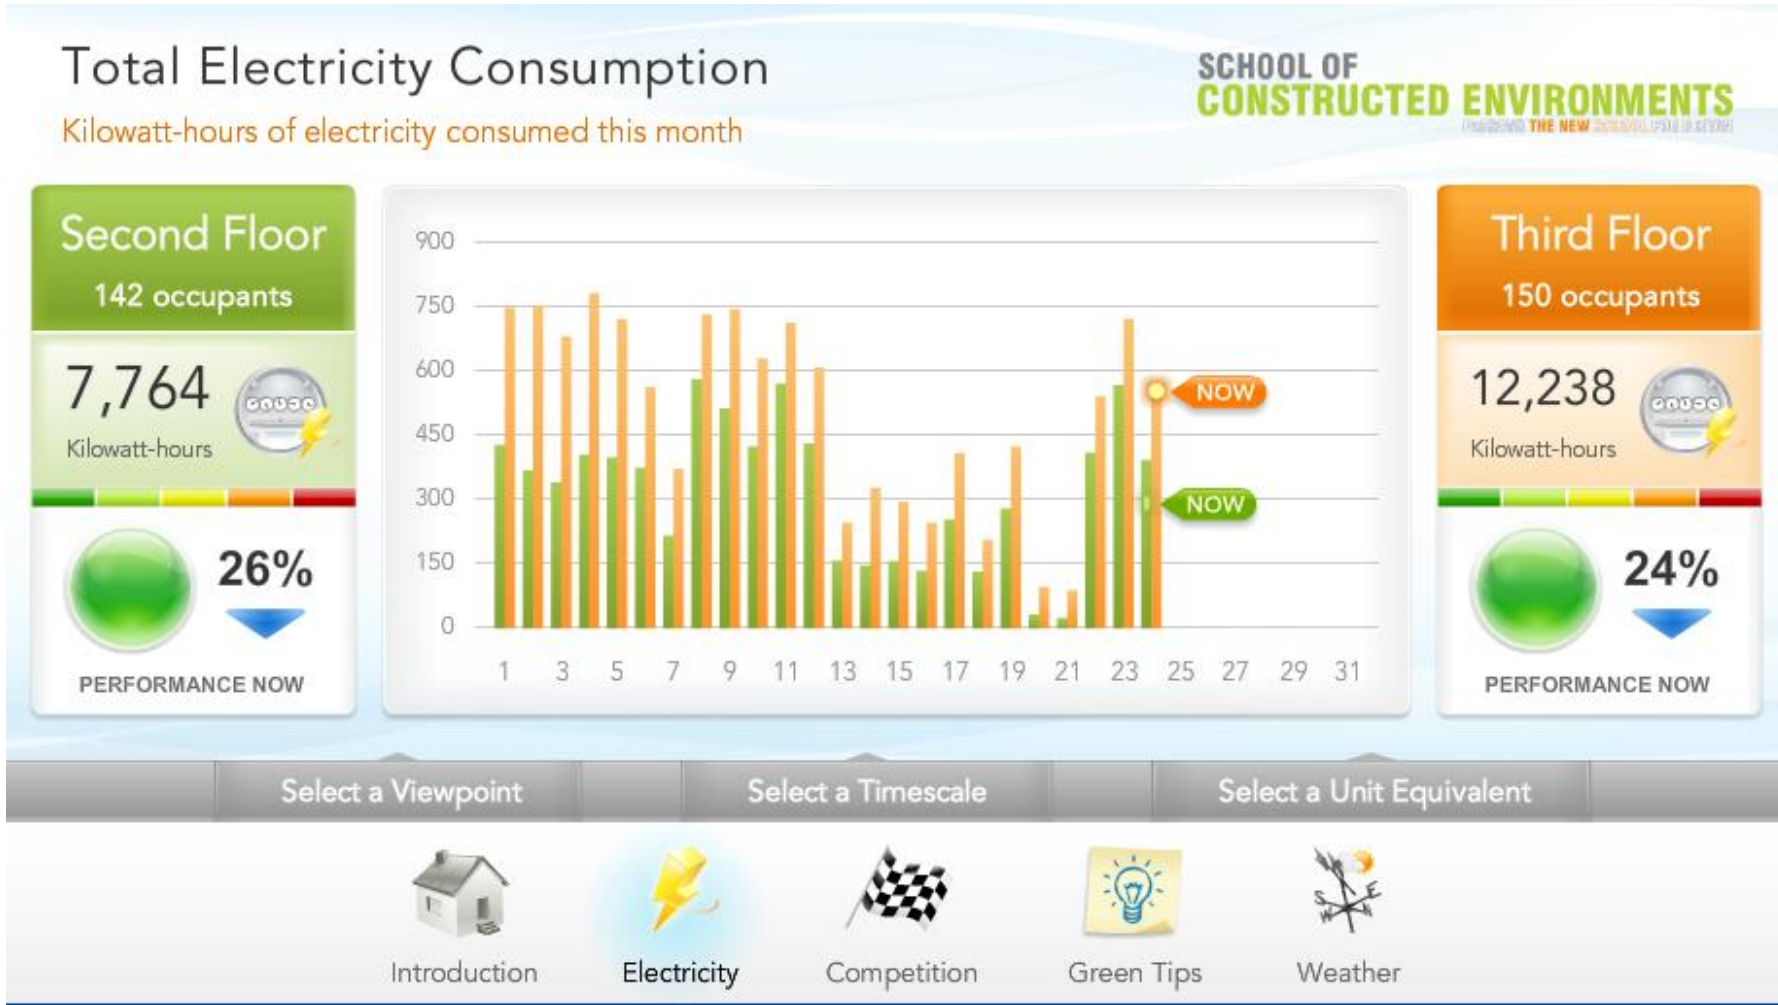 Total Electricity Consumption
Kilowatt-hours of electricity consumed this month
SCHOOL OF
CONSTRUCTED ENVIRONMENTS
THE NEW SCHOOL
Second Floor
142 occupants
7,764
Kilowatt-hours
26%
PERFORMANCE NOW
900
750
600
450
300
150
0
NOW
NOW
1 3 5 7 9 11 13 15 17 19 21 23 25 27 29 31
Third Floor
150 occupants
12,238
Kilowatt-hours
24%
PERFORMANCE NOW
Select a Viewpoint
Select a Timescale
Select a Unit Equivalent
Introduction
Electricity
Competition
Green Tips
Weather
S E W N